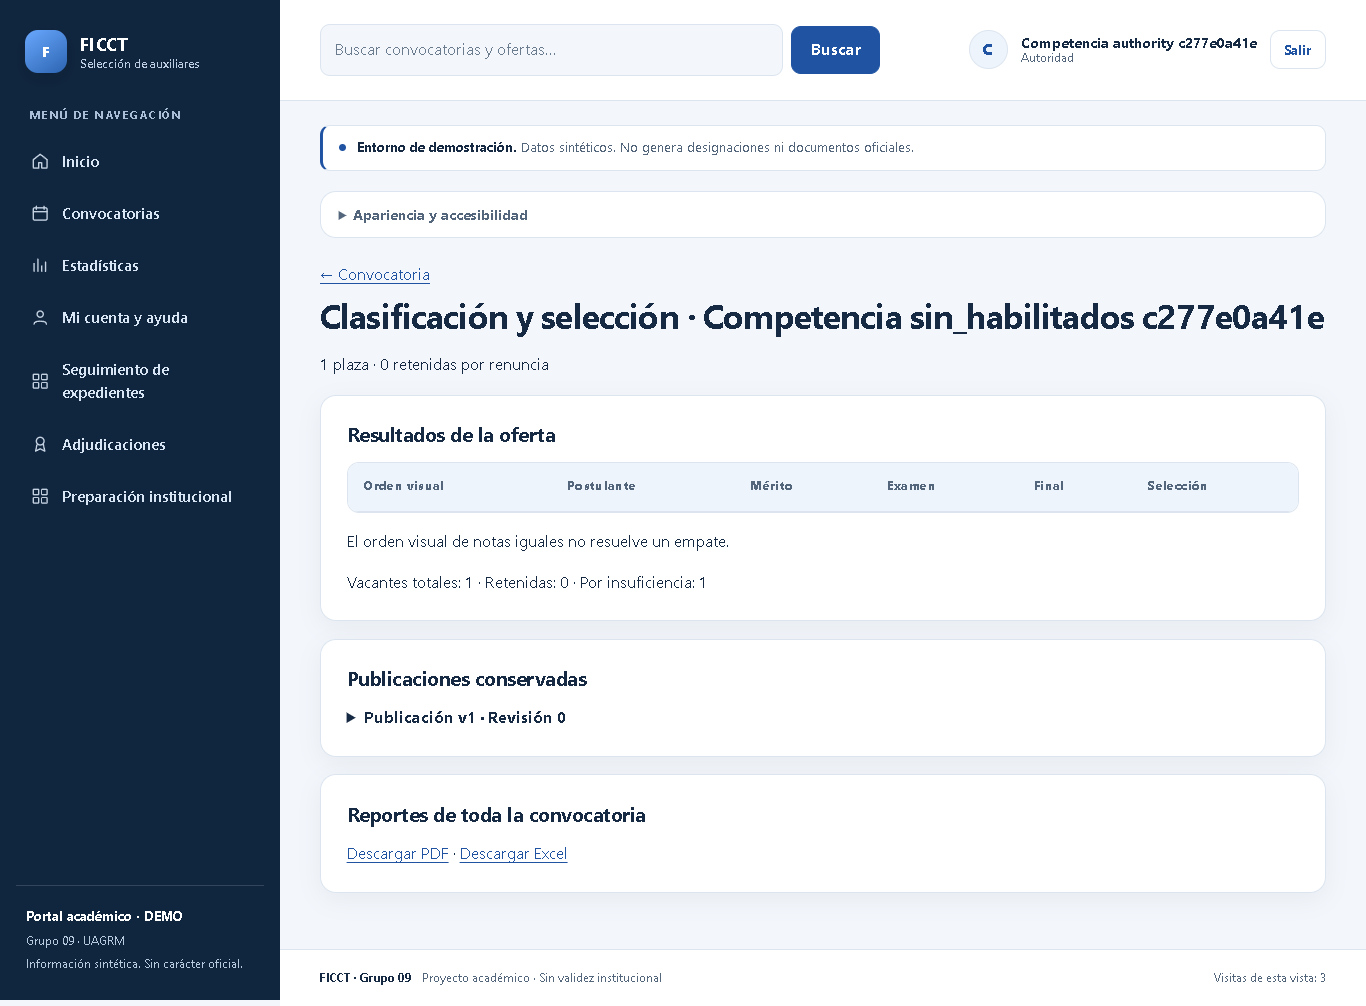 F
FICCT
Selección de auxiliares
MENÚ DE NAVEGACIÓN
Inicio
Convocatorias
Estadísticas
Mi cuenta y ayuda
Seguimiento de
expedientes
Adjudicaciones
Preparación institucional
Portal académico · DEMO
Grupo 09 · UAGRM
Información sintética. Sin carácter oficial.
Buscar convocatorias y ofertas...
Buscar
C
Competencia authority c277e0a41e
Autoridad
Salir
Entorno de demostración. Datos sintéticos. No genera designaciones ni documentos oficiales.
▶ Apariencia y accesibilidad
← Convocatoria
Clasificación y selección · Competencia sin_habilitados c277e0a41e
1 plaza · 0 retenidas por renuncia
Resultados de la oferta
Orden visual Postulante Mérito Examen Final Selección
El orden visual de notas iguales no resuelve un empate.
Vacantes totales: 1 · Retenidas: 0 · Por insuficiencia: 1
Publicaciones conservadas
▶ Publicación v1 · Revisión 0
Reportes de toda la convocatoria
Descargar PDF · Descargar Excel
FICCT · Grupo 09 Proyecto académico · Sin validez institucional
Visitas de esta vista: 3